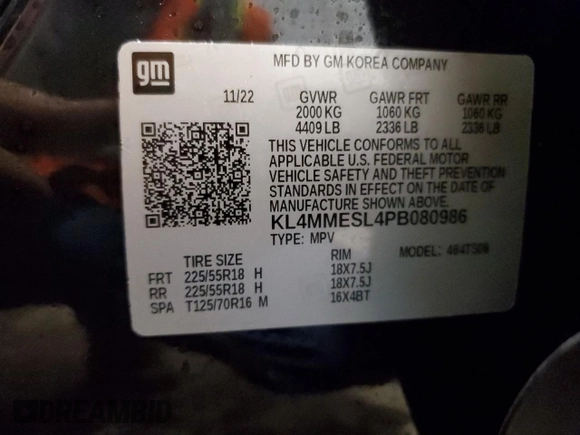 gm
MFD BY GM KOREA COMPANY
11/22 GVWR GAWR FRT GAWR RR
2000 KG 1060 KG 1060 KG
4409 LB 2336 LB 2336 LB
THIS VEHICLE CONFORMS TO ALL
APPLICABLE U.S. FEDERAL MOTOR
VEHICLE SAFETY AND THEFT PREVENTION
STANDARDS IN EFFECT ON THE DATE OF
MANUFACTURE SHOWN ABOVE.
KL4MMESL4PB080986
TYPE: MPV MODEL: 4B4TS08
TIRE SIZE RIM
FRT 225/55R18 H 18X7.5J
RR 225/55R18 H 18X7.5J
SPA T125/70R16 M 16X4BT
DREAMBID